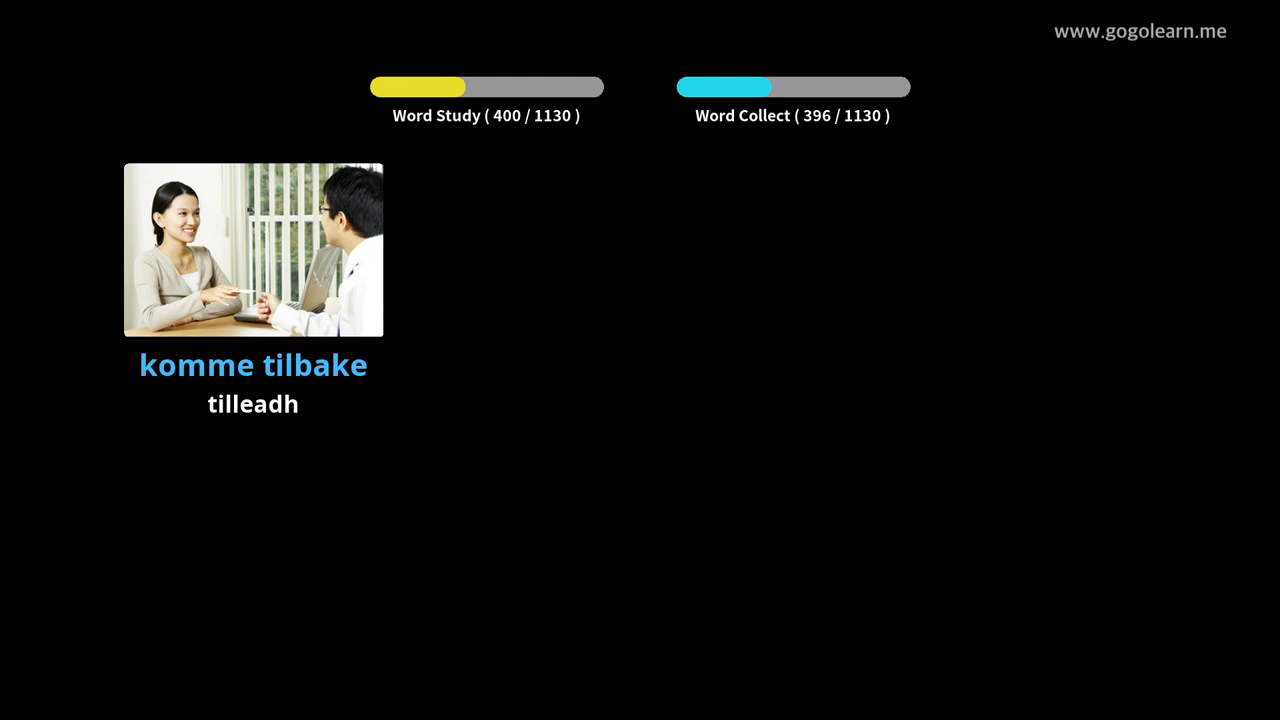 www.gogolearn.me
Word Study ( 400 / 1130 )
Word Collect ( 396 / 1130 )
komme tilbake
tilleadh